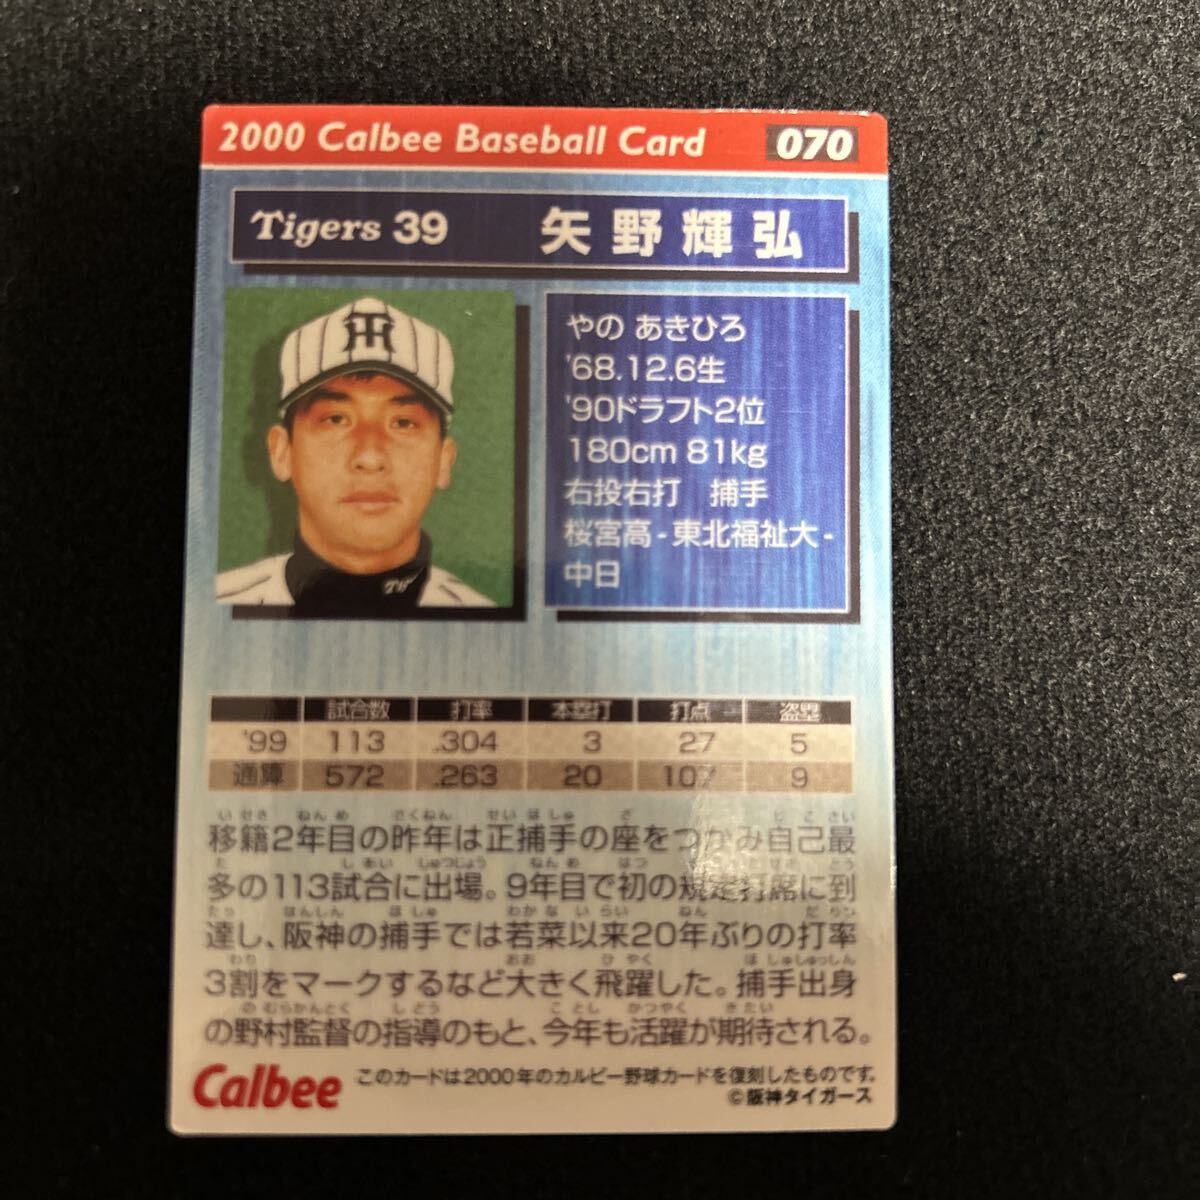 2000 Calbee Baseball Card 070
Tigers 39 矢野輝弘
やの あきひろ
'68.12.6生
'90ドラフト2位
180cm 81kg
右投右打 捕手
桜宮高-東北福祉大-
中日
試合数 打率 本塁打 打点 盗塁
'99 113 .304 3 27 5
通算 572 .263 20 107 9
移籍2年目の昨年は正捕手の座をつかみ自己最
多の113試合に出場。9年目で初の規定打席に到
達し、阪神の捕手では若菜以来20年ぶりの打率
3割をマークするなど大きく飛躍した。捕手出身
の野村監督の指導のもと、今年も活躍が期待される。
Calbee このカードは2000年のカルビー野球カードを復刻したものです。
©阪神タイガース